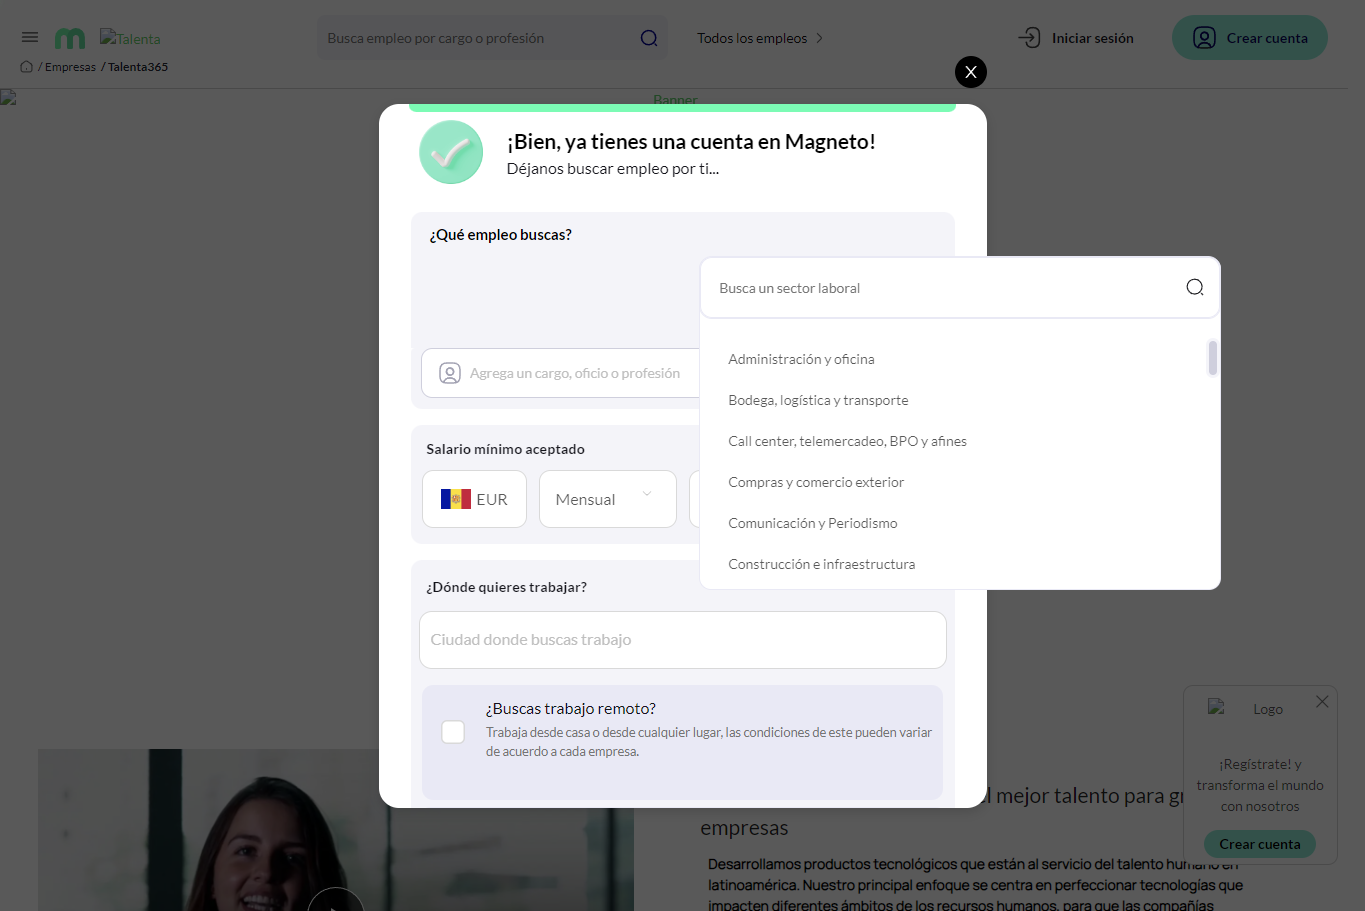 Talenta
Busca empleo por cargo o profesión
Todos los empleos
Iniciar sesión
Crear cuenta
/ Empresas / Talenta365
Banner
X
¡Bien, ya tienes una cuenta en Magneto!
Déjanos buscar empleo por ti...
¿Qué empleo buscas?
Busca un sector laboral
Administración y oficina
Bodega, logística y transporte
Call center, telemercadeo, BPO y afines
Compras y comercio exterior
Comunicación y Periodismo
Construcción e infraestructura
Agrega un cargo, oficio o profesión
Salario mínimo aceptado
EUR
Mensual
¿Dónde quieres trabajar?
Ciudad donde buscas trabajo
¿Buscas trabajo remoto?
Trabaja desde casa o desde cualquier lugar, las condiciones de este pueden variar
de acuerdo a cada empresa.
Logo
¡Regístrate! y
transforma el mundo
con nosotros
Crear cuenta
el mejor talento para gr
empresas
Desarrollamos productos tecnológicos que están al servicio del talento humano en
latinoamérica. Nuestro principal enfoque se centra en perfeccionar tecnologías que
impacten diferentes ámbitos de los recursos humanos, para que las compañías